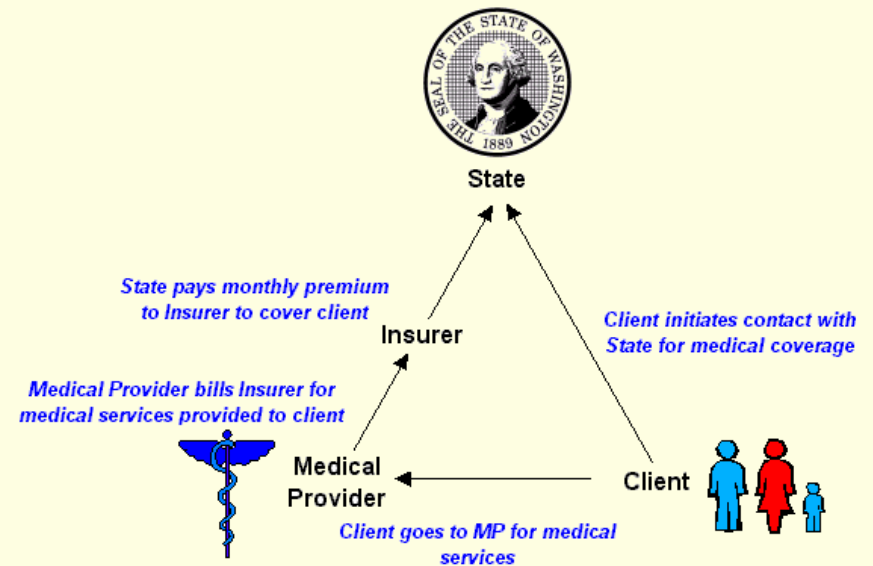 THE SEAL OF THE STATE OF WASHINGTON
1889
State
State pays monthly premium
to Insurer to cover client
Client initiates contact with
State for medical coverage
Insurer
Medical Provider bills Insurer for
medical services provided to client
Medical
Provider
Client
Client goes to MP for medical
services